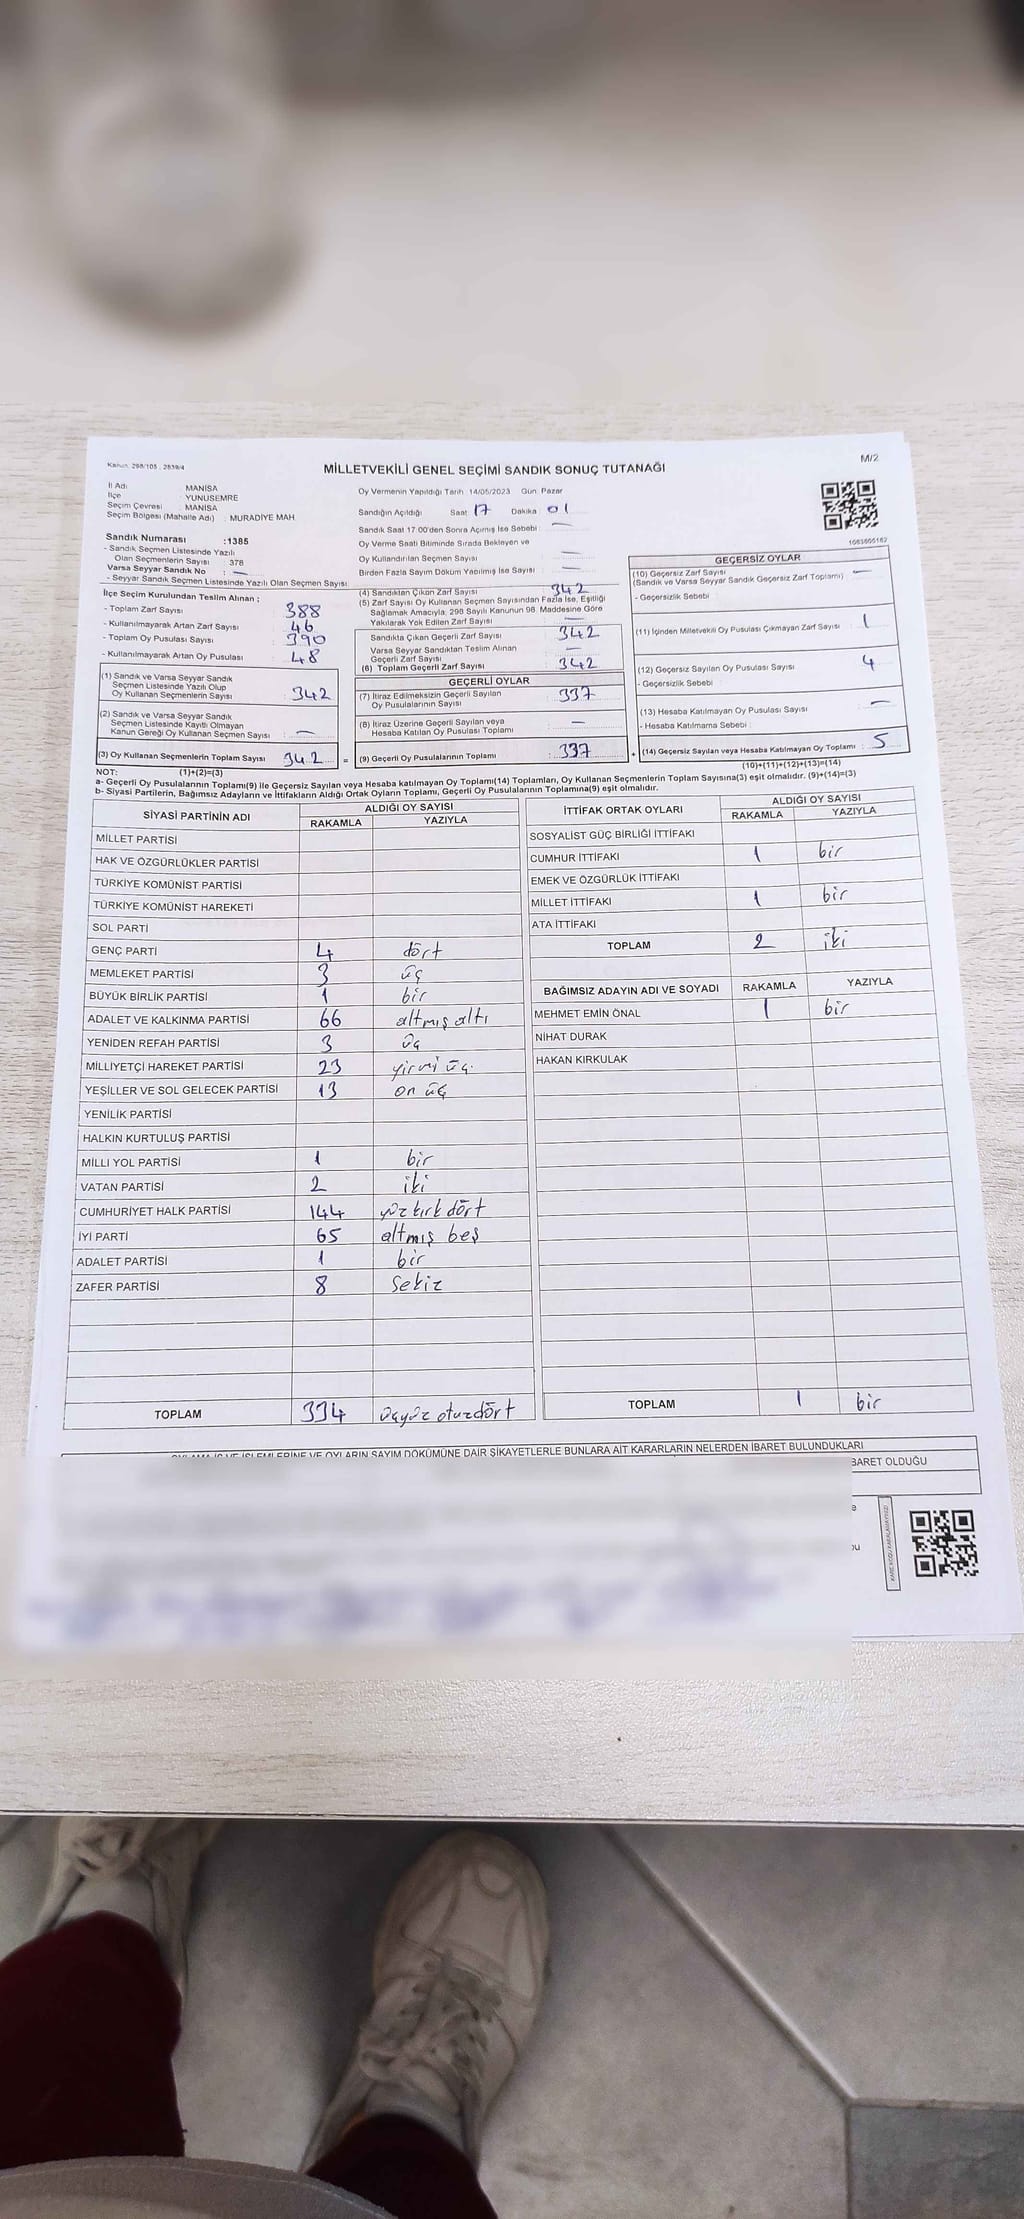 Kanun: 298/105 , 2839/4
MİLLETVEKİLİ GENEL SEÇİMİ SANDIK SONUÇ TUTANAĞI
M/2
İl Adı : MANİSA
İlçe : YUNUSEMRE
Seçim Çevresi : MANİSA
Seçim Bölgesi (Mahalle Adı) : MURADİYE MAH.
Oy Vermenin Yapıldığı Tarih 14/05/2023 Gün Pazar
Sandığın Açıldığı Saat 17 Dakika 01
Sandık Saat 17:00'den Sonra Açılmış İse Sebebi : —
Oy Verme Saati Bitiminde Sırada Bekleyen ve
Oy Kullandırılan Seçmen Sayısı —
Birden Fazla Sayım Döküm Yapılmış İse Sayısı —
Sandık Numarası :1385
- Sandık Seçmen Listesinde Yazılı
Olan Seçmenlerin Sayısı : 378
Varsa Seyyar Sandık No : —
- Seyyar Sandık Seçmen Listesinde Yazılı Olan Seçmen Sayısı:
İlçe Seçim Kurulundan Teslim Alınan ;
- Toplam Zarf Sayısı : 388
- Kullanılmayarak Artan Zarf Sayısı : 46
- Toplam Oy Pusulası Sayısı : 390
- Kullanılmayarak Artan Oy Pusulası : 48
(1) Sandık ve Varsa Seyyar Sandık
Seçmen Listesinde Yazılı Olup
Oy Kullanan Seçmenlerin Sayısı : 342
(2) Sandık ve Varsa Seyyar Sandık
Seçmen Listesinde Kayıtlı Olmayan
Kanun Gereği Oy Kullanan Seçmen Sayısı : —
(3) Oy Kullanan Seçmenlerin Toplam Sayısı : 342
(1)+(2)=(3)
(4) Sandıktan Çıkan Zarf Sayısı : 342
(5) Zarf Sayısı Oy Kullanan Seçmen Sayısından Fazla İse, Eşitliği
Sağlamak Amacıyla, 298 Sayılı Kanunun 98. Maddesine Göre
Yakılarak Yok Edilen Zarf Sayısı : —
Sandıkta Çıkan Geçerli Zarf Sayısı : 342
Varsa Seyyar Sandıktan Teslim Alınan
Geçerli Zarf Sayısı : —
(6) Toplam Geçerli Zarf Sayısı : 342
GEÇERLİ OYLAR
(7) İtiraz Edilmeksizin Geçerli Sayılan
Oy Pusulalarının Sayısı : 337
(8) İtiraz Üzerine Geçerli Sayılan veya
Hesaba Katılan Oy Pusulaları Toplamı : —
= (9) Geçerli Oy Pusulalarının Toplamı : 337
1083805182
GEÇERSİZ OYLAR
(10) Geçersiz Zarf Sayısı : —
(Sandık ve Varsa Seyyar Sandık Geçersiz Zarf Toplamı)
- Geçersizlik Sebebi :
(11) İçinden Milletvekili Oy Pusulası Çıkmayan Zarf Sayısı : 1
(12) Geçersiz Sayılan Oy Pusulası Sayısı : 4
- Geçersizlik Sebebi :
(13) Hesaba Katılmayan Oy Pusulası Sayısı : —
- Hesaba Katılmama Sebebi :
+ (14) Geçersiz Sayılan veya Hesaba Katılmayan Oy Toplamı : 5
(10)+(11)+(12)+(13)=(14)
NOT:
a- Geçerli Oy Pusulalarının Toplamı(9) ile Geçersiz Sayılan veya Hesaba katılmayan Oy Toplamı(14) Toplamları, Oy Kullanan Seçmenlerin Toplam Sayısına(3) eşit olmalıdır. (9)+(14)=(3)
b- Siyasi Partilerin, Bağımsız Adayların ve İttifakların Aldığı Ortak Oyların Toplamı, Geçerli Oy Pusulalarının Toplamına(9) eşit olmalıdır.
SİYASİ PARTİNİN ADI ALDIĞI OY SAYISI
RAKAMLA YAZIYLA
MİLLET PARTİSİ
HAK VE ÖZGÜRLÜKLER PARTİSİ
TÜRKİYE KOMÜNİST PARTİSİ
TÜRKİYE KOMÜNİST HAREKETİ
SOL PARTİ
GENÇ PARTİ 4 dört
MEMLEKET PARTİSİ 3 üç
BÜYÜK BİRLİK PARTİSİ 1 bir
ADALET VE KALKINMA PARTİSİ 66 altmış altı
YENİDEN REFAH PARTİSİ 3 üç
MİLLİYETÇİ HAREKET PARTİSİ 23 yirmi üç
YEŞİLLER VE SOL GELECEK PARTİSİ 13 on üç
YENİLİK PARTİSİ
HALKIN KURTULUŞ PARTİSİ
MİLLİ YOL PARTİSİ 1 bir
VATAN PARTİSİ 2 iki
CUMHURİYET HALK PARTİSİ 144 yüz kırk dört
İYİ PARTİ 65 altmış beş
ADALET PARTİSİ 1 bir
ZAFER PARTİSİ 8 sekiz
TOPLAM 334 üçyüz otuzdört
İTTİFAK ORTAK OYLARI ALDIĞI OY SAYISI
RAKAMLA YAZIYLA
SOSYALİST GÜÇ BİRLİĞİ İTTİFAKI
CUMHUR İTTİFAKI 1 bir
EMEK VE ÖZGÜRLÜK İTTİFAKI
MİLLET İTTİFAKI 1 bir
ATA İTTİFAKI
TOPLAM 2 iki
BAĞIMSIZ ADAYIN ADI VE SOYADI RAKAMLA YAZIYLA
MEHMET EMİN ÖNAL 1 bir
NİHAT DURAK
HAKAN KIRKULAK
TOPLAM 1 bir
OYLAMA İŞ VE İŞLEMLERİNE VE OYLARIN SAYIM DÖKÜMÜNE DAİR ŞİKAYETLERLE BUNLARA AİT KARARLARIN NELERDEN İBARET BULUNDUKLARI
BARET OLDUĞU